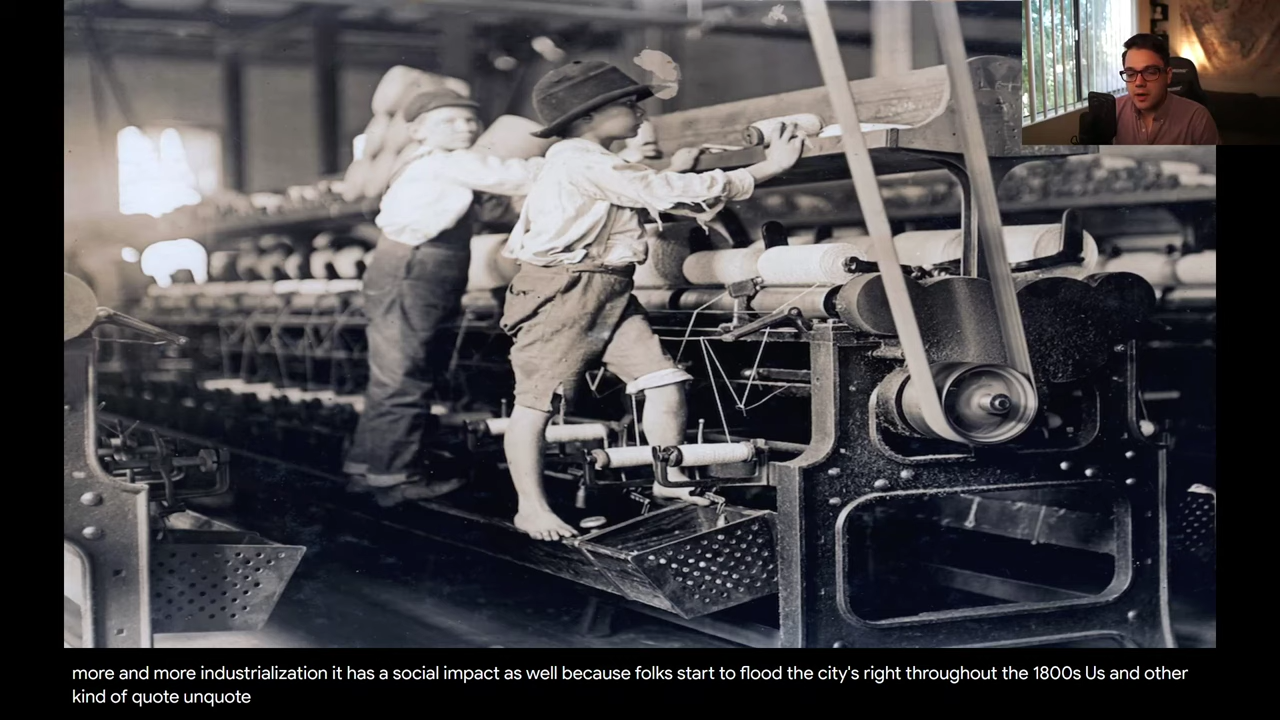 more and more industrialization it has a social impact as well because folks start to flood the city's right throughout the 1800s Us and other
kind of quote unquote